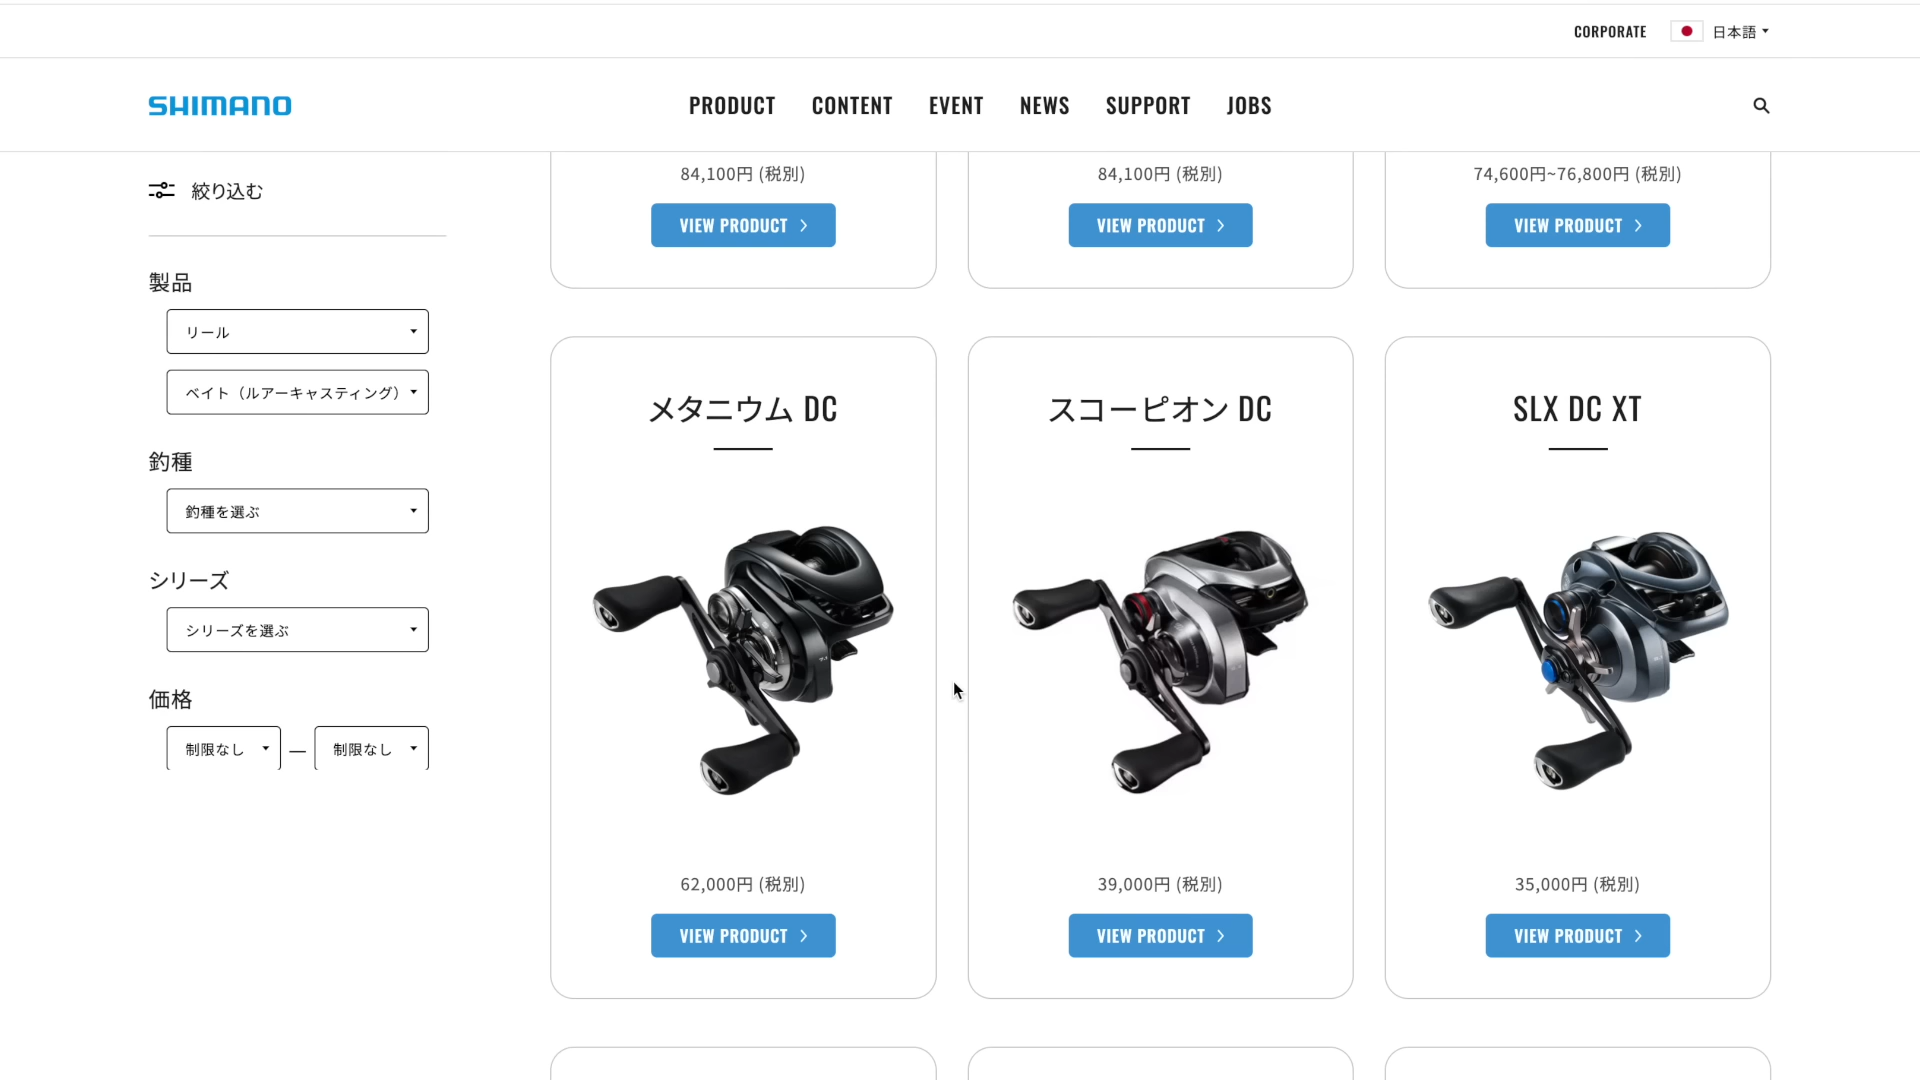 CORPORATE 日本語
SHIMANO PRODUCT CONTENT EVENT NEWS SUPPORT JOBS
絞り込む
製品
リール
ベイト（ルアーキャスティング）
釣種
釣種を選ぶ
シリーズ
シリーズを選ぶ
価格
制限なし — 制限なし
84,100円 (税別)
VIEW PRODUCT
84,100円 (税別)
VIEW PRODUCT
74,600円~76,800円 (税別)
VIEW PRODUCT
メタニウム DC
62,000円 (税別)
VIEW PRODUCT
スコーピオン DC
39,000円 (税別)
VIEW PRODUCT
SLX DC XT
35,000円 (税別)
VIEW PRODUCT